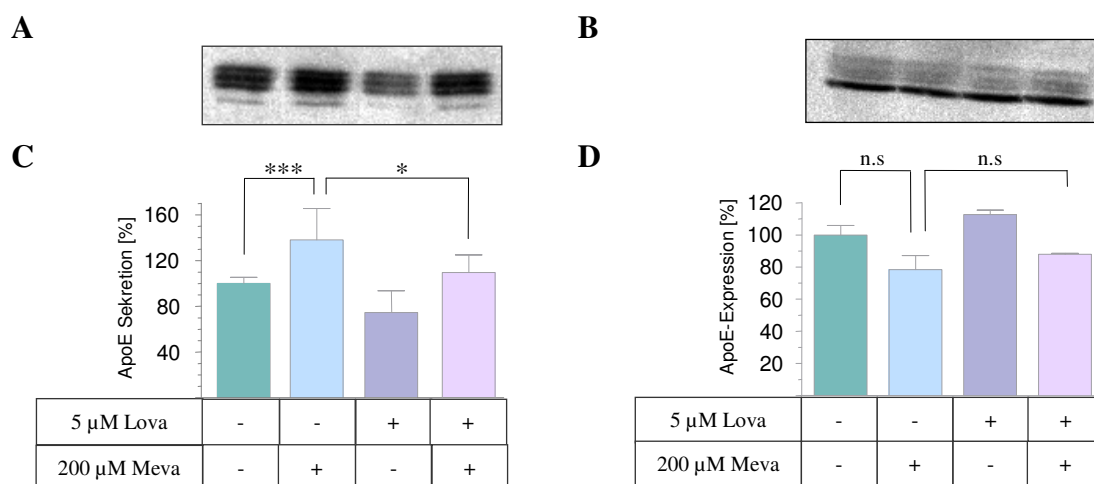 A
B
C
D
*** *
n.s n.s
ApoE Sekretion [%]
160
120
80
40
ApoE-Expression [%]
120
100
80
60
40
20
5 µM Lova - - + +
200 µM Meva - + - +
5 µM Lova - - + +
200 µM Meva - + - +